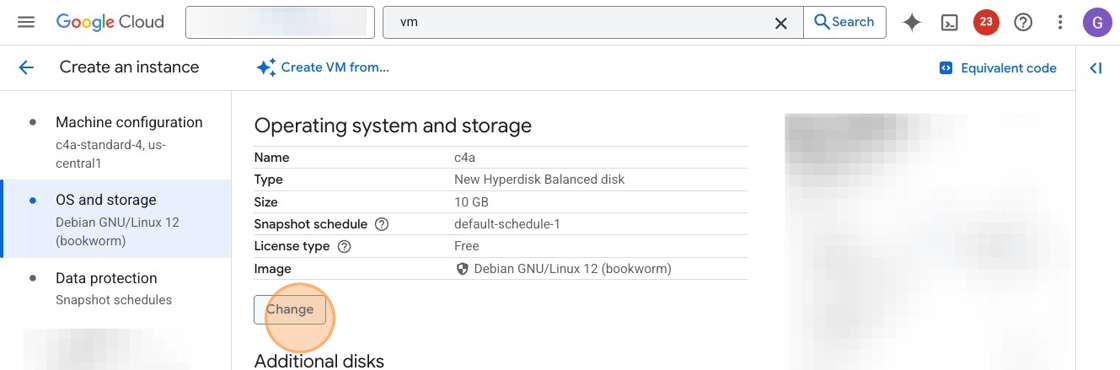 Google Cloud
vm
Search
23
G
Create an instance
Create VM from...
Equivalent code
Machine configuration
c4a-standard-4, us-
central1
OS and storage
Debian GNU/Linux 12
(bookworm)
Data protection
Snapshot schedules
Operating system and storage
Name c4a
Type New Hyperdisk Balanced disk
Size 10 GB
Snapshot schedule default-schedule-1
License type Free
Image Debian GNU/Linux 12 (bookworm)
Change
Additional disks